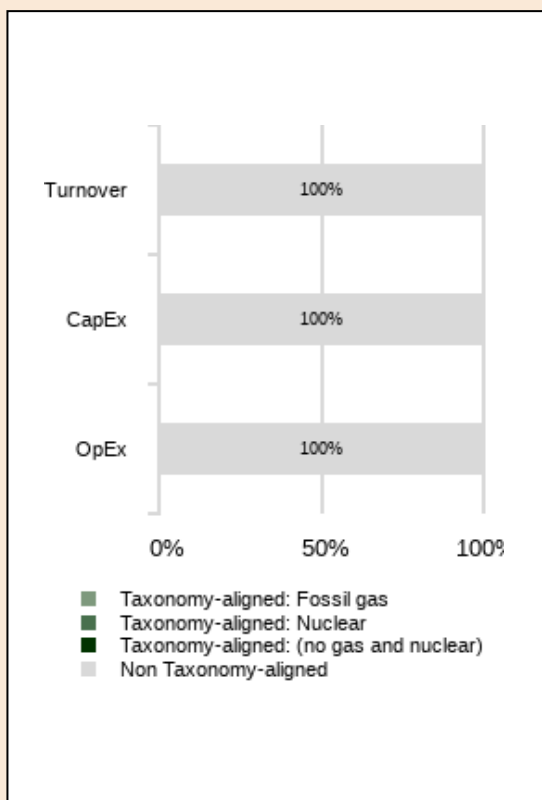 Turnover
100%
CapEx
100%
OpEx
100%
0% 50% 100%
Taxonomy-aligned: Fossil gas
Taxonomy-aligned: Nuclear
Taxonomy-aligned: (no gas and nuclear)
Non Taxonomy-aligned